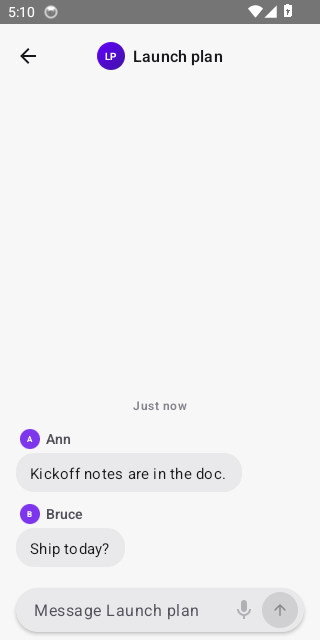 5:10
LP
Launch plan
Just now
A
Ann
Kickoff notes are in the doc.
B
Bruce
Ship today?
Message Launch plan